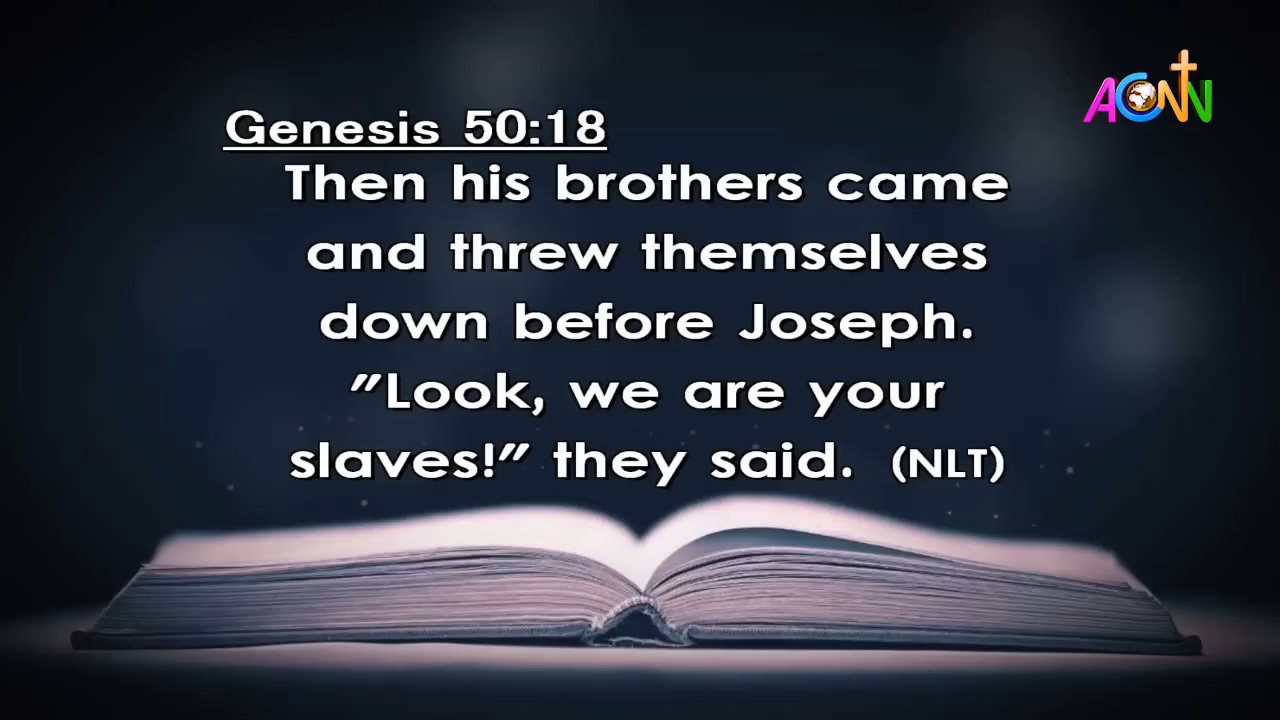 ACNN
Genesis 50:18
Then his brothers came
and threw themselves
down before Joseph.
"Look, we are your
slaves!" they said. (NLT)